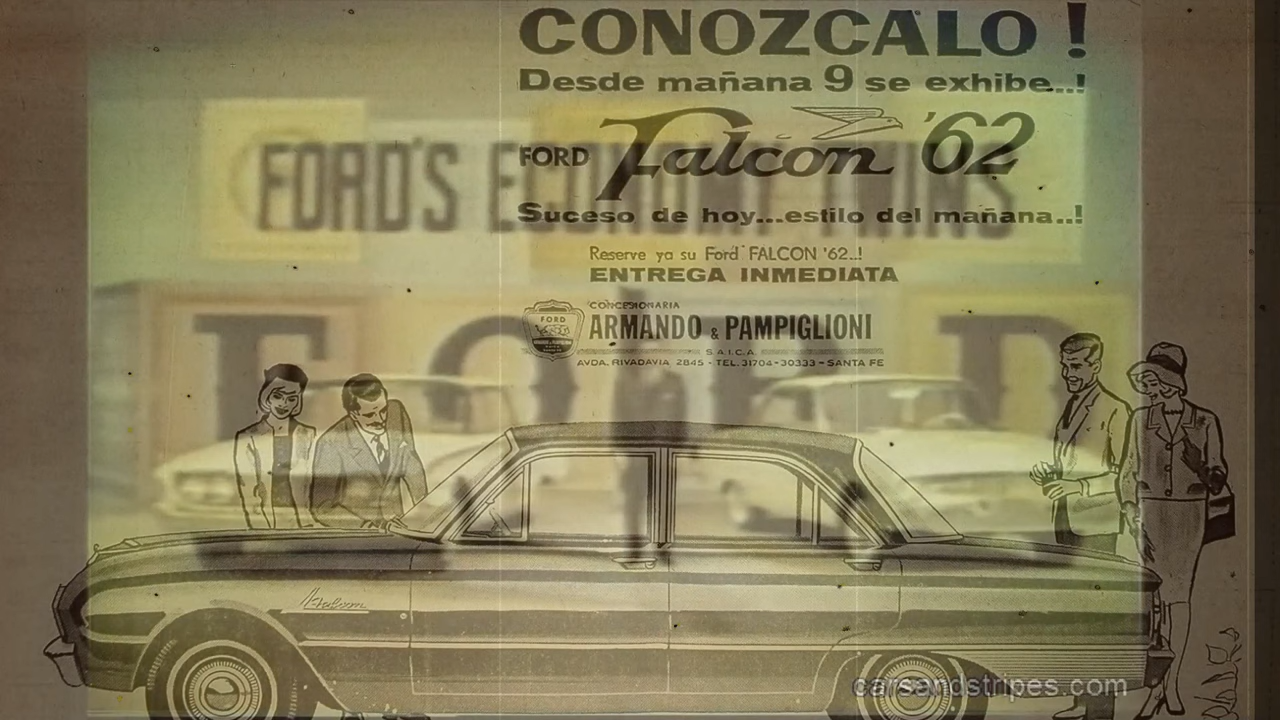 CONOZCALO !
Desde mañana 9 se exhibe...!
FORD Falcon '62
FORD'S ECONOMY TWINS
Suceso de hoy...estilo del mañana..!
Reserve ya su Ford FALCON '62..!
ENTREGA INMEDIATA
CONCESIONARIA
FORD
ARMANDO & PAMPIGLIONI
S.A.I.C.A.
AVDA. RIVADAVIA 2845 - TEL. 31704 - 30333 - SANTA FE
FORD
Falcon
carsandstripes.com